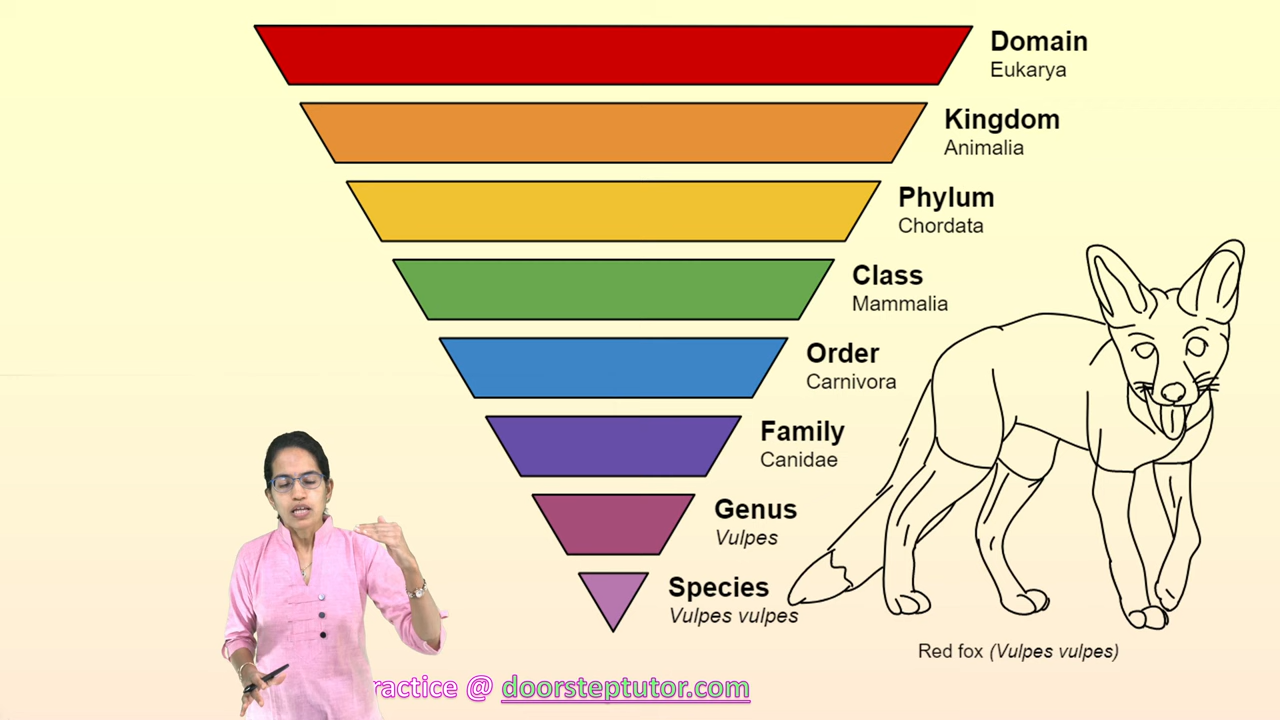 Domain
Eukarya
Kingdom
Animalia
Phylum
Chordata
Class
Mammalia
Order
Carnivora
Family
Canidae
Genus
Vulpes
Species
Vulpes vulpes
Red fox (Vulpes vulpes)
@ doorsteptutor.com